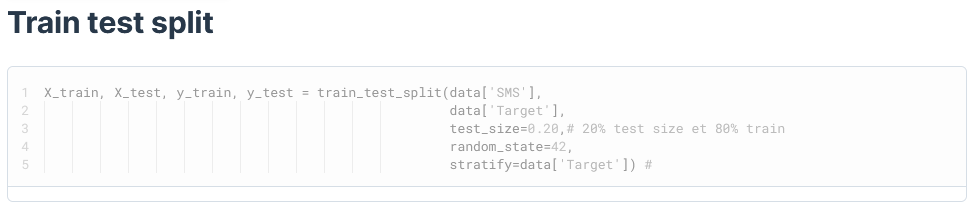 Train test split
1 X_train, X_test, y_train, y_test = train_test_split(data['SMS'],
2 data['Target'],
3 test_size=0.20,# 20% test size et 80% train
4 random_state=42,
5 stratify=data['Target']) #